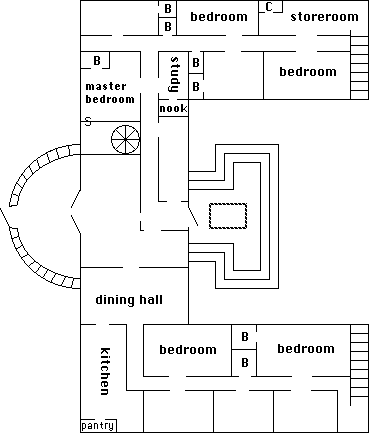 B
bedroom
C
storeroom
B
B
study
B
bedroom
master
bedroom
B
nook
S
dining hall
kitchen
bedroom
B
bedroom
B
pantry